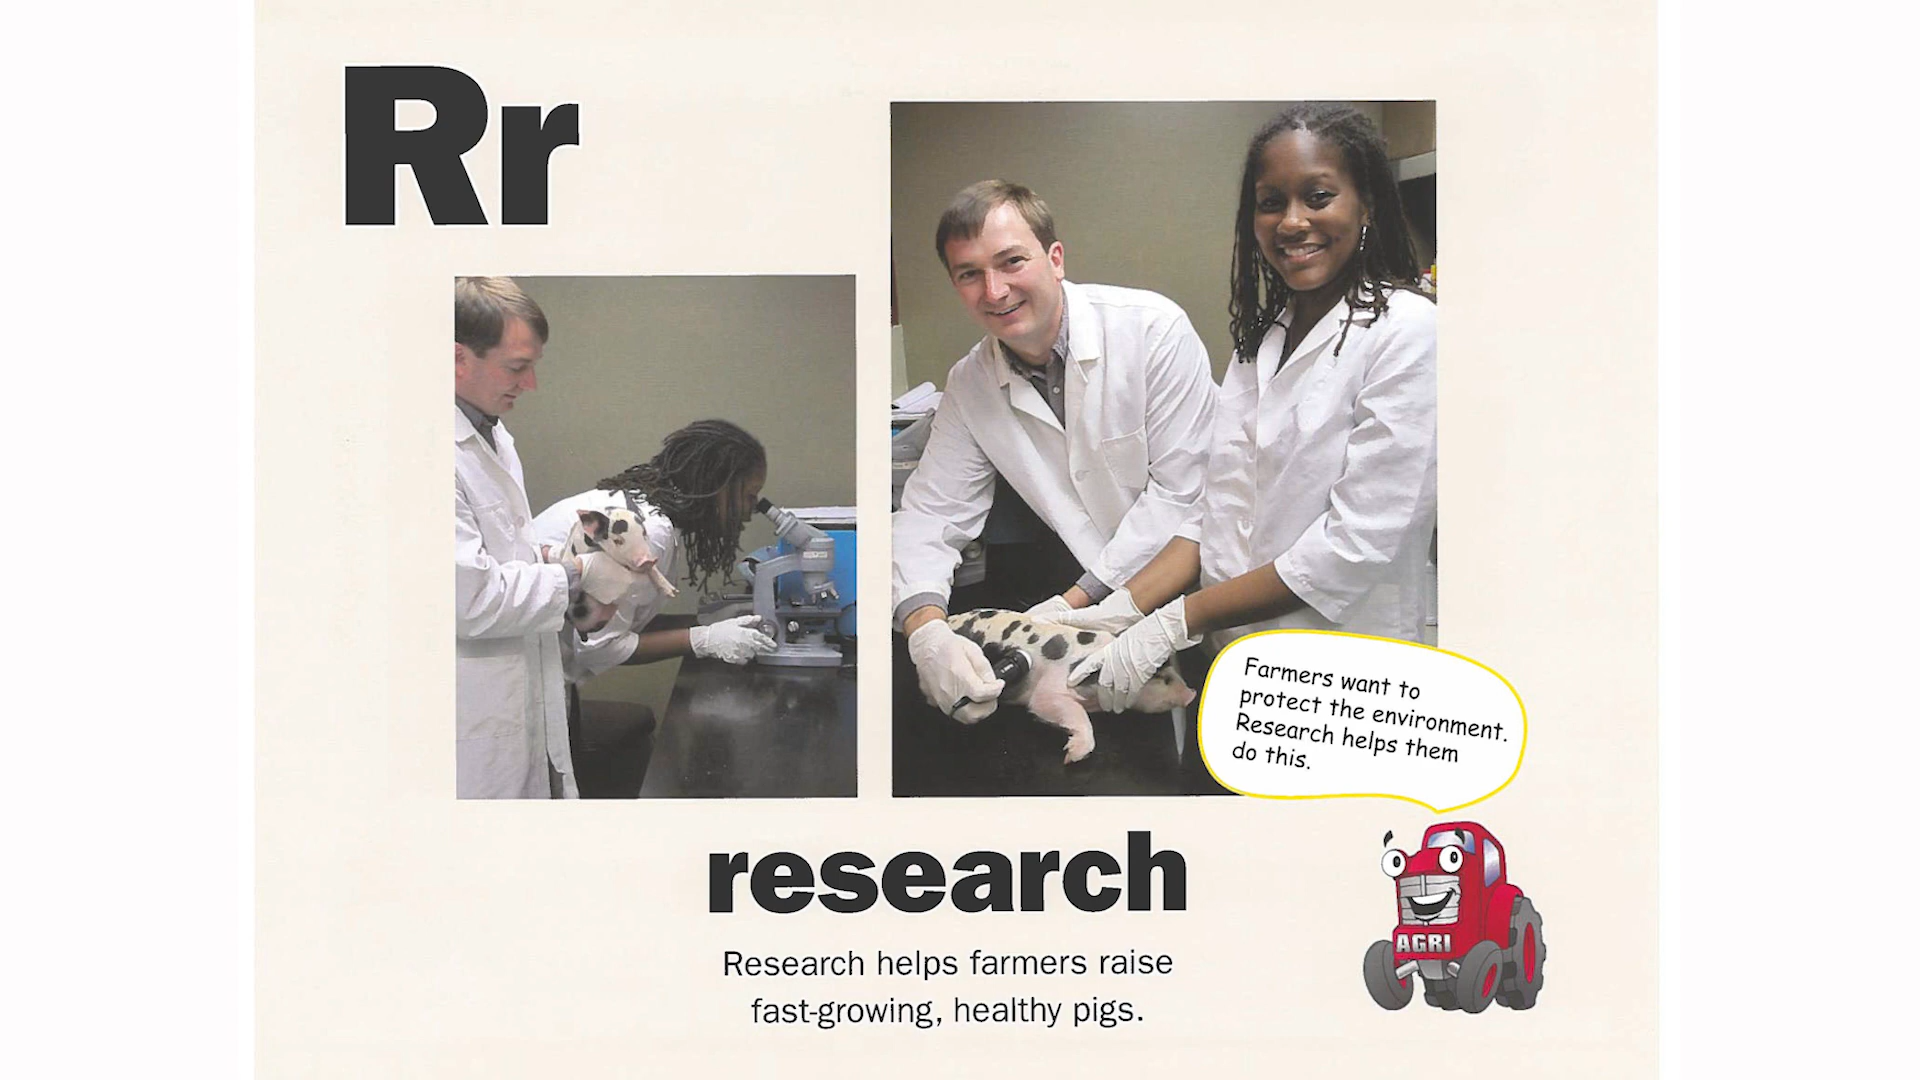 Rr
Farmers want to
protect the environment.
Research helps them
do this.
AGRI
research
Research helps farmers raise
fast-growing, healthy pigs.